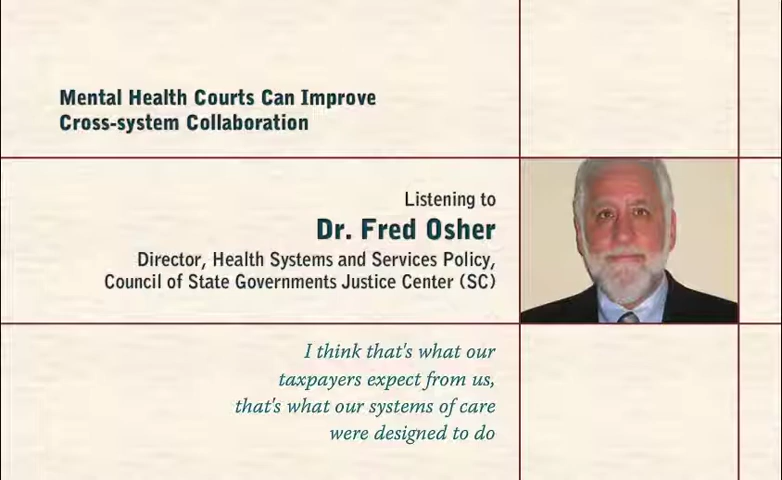 Mental Health Courts Can Improve
Cross-system Collaboration
Listening to
Dr. Fred Osher
Director, Health Systems and Services Policy,
Council of State Governments Justice Center (SC)
I think that's what our
taxpayers expect from us,
that's what our systems of care
were designed to do